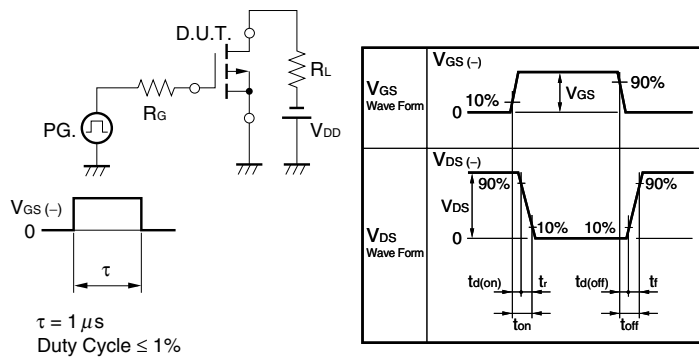 D.U.T.
RL
RG
PG.
VDD
VGS (−)
0
τ
τ = 1 μs
Duty Cycle ≤ 1%
VGS
Wave Form
VGS (−)
10%
VGS
90%
0
VDS
Wave Form
VDS (−)
90%
VDS
90%
10% 10%
0
td(on) tr td(off) tf
ton toff